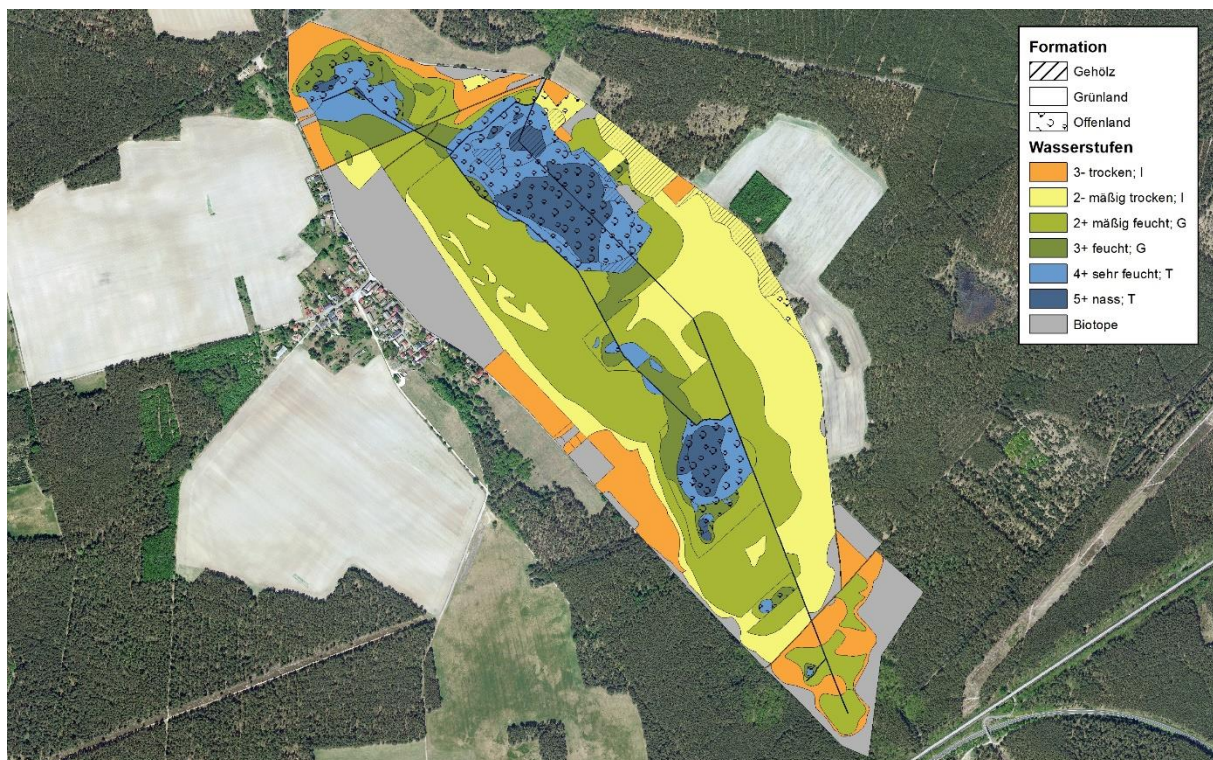 Formation
Gehölz
Grünland
Offenland
Wasserstufen
3- trocken; I
2- mäßig trocken; I
2+ mäßig feucht; G
3+ feucht; G
4+ sehr feucht; T
5+ nass; T
Biotope